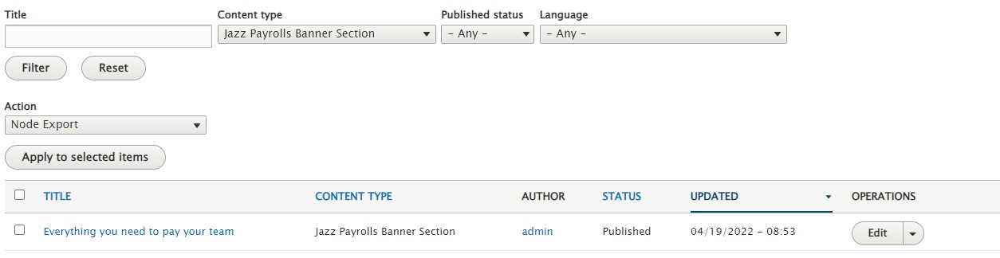 Title Content type Published status Language
Jazz Payrolls Banner Section - Any - - Any -
Filter Reset
Action
Node Export
Apply to selected items
TITLE CONTENT TYPE AUTHOR STATUS UPDATED OPERATIONS
Everything you need to pay your team Jazz Payrolls Banner Section admin Published 04/19/2022 - 08:53 Edit